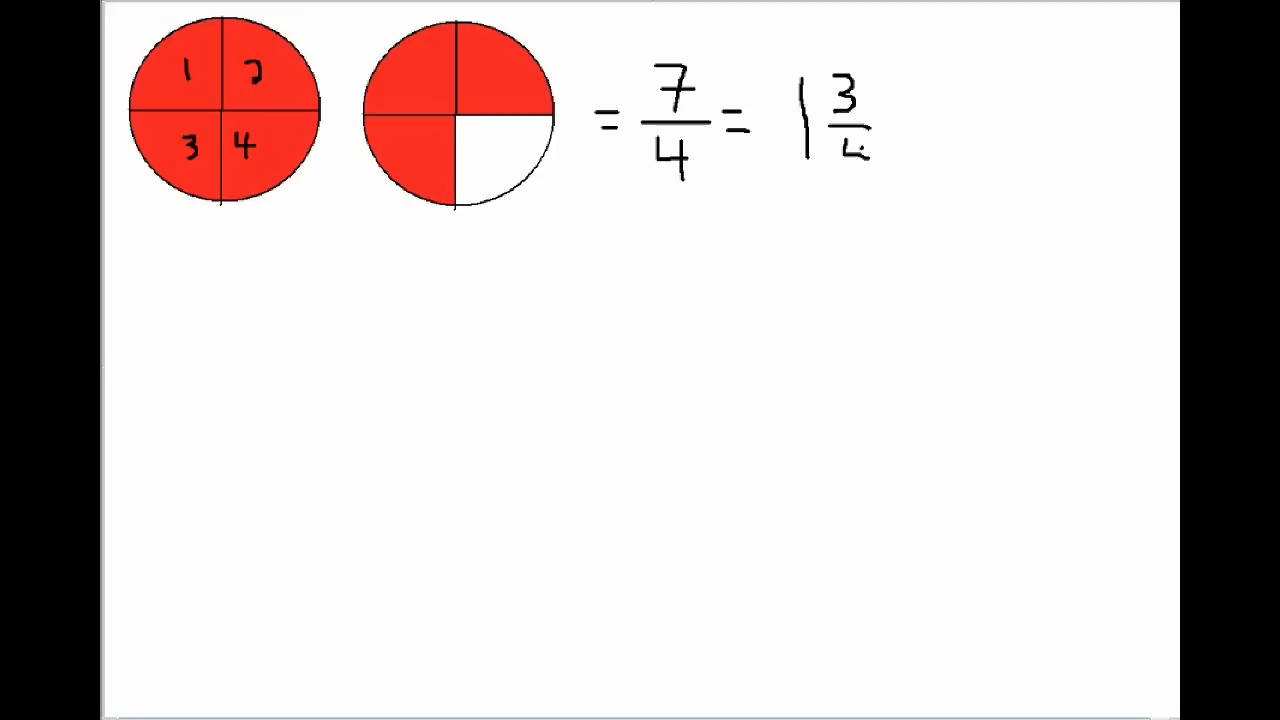 1 2
3 4
= 7/4 = 1 3/4